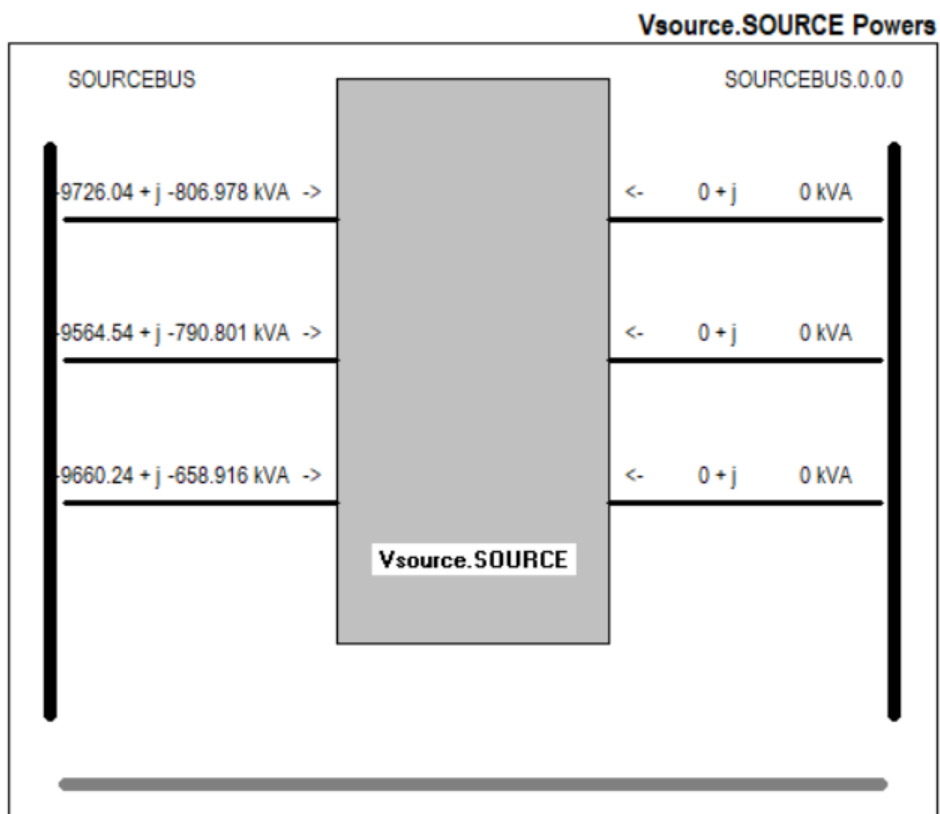 Vsource.SOURCE Powers
SOURCEBUS SOURCEBUS.0.0.0
-9726.04 + j -806.978 kVA -> <- 0 + j 0 kVA
-9564.54 + j -790.801 kVA -> <- 0 + j 0 kVA
-9660.24 + j -658.916 kVA -> <- 0 + j 0 kVA
Vsource.SOURCE